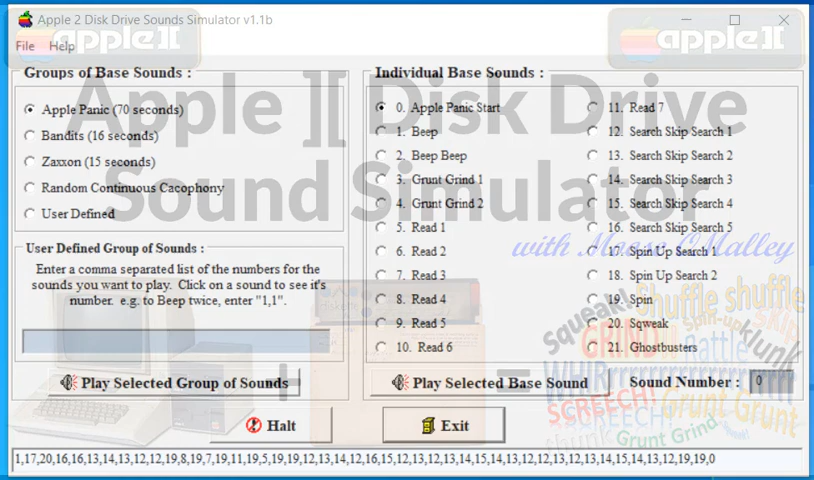 Apple 2 Disk Drive Sounds Simulator v1.1b
File Help
apple ][
apple ][
Apple ][ Disk Drive
Sound Simulator
with Moose O'Malley
Groups of Base Sounds :
Apple Panic (70 seconds)
Bandits (16 seconds)
Zaxxon (15 seconds)
Random Continuous Cacophony
User Defined
User Defined Group of Sounds :
Enter a comma separated list of the numbers for the
sounds you want to play. Click on a sound to see it's
number. e.g. to Beep twice, enter "1,1".
Play Selected Group of Sounds
Individual Base Sounds :
0. Apple Panic Start
1. Beep
2. Beep Beep
3. Grunt Grind 1
4. Grunt Grind 2
5. Read 1
6. Read 2
7. Read 3
8. Read 4
9. Read 5
10. Read 6
11. Read 7
12. Search Skip Search 1
13. Search Skip Search 2
14. Search Skip Search 3
15. Search Skip Search 4
16. Search Skip Search 5
17. Spin Up Search 1
18. Spin Up Search 2
19. Spin
20. Sqweak
21. Ghostbusters
Play Selected Base Sound
Sound Number : 0
Squeak!
Shuffle shuffle
Spin-up
skip
GRIND
Rattle
klunk
WHIRrrrrrrrrrrrrrrr
SCREECH!
SCREECH!
Grunt Grunt
thunk
Grunt Grind
+
=
Halt
Exit
1,17,20,16,16,13,14,13,12,12,19,8,19,7,19,11,19,5,19,19,12,13,14,12,16,15,12,13,12,13,14,15,14,13,12,12,13,12,13,14,15,14,13,12,19,19,0